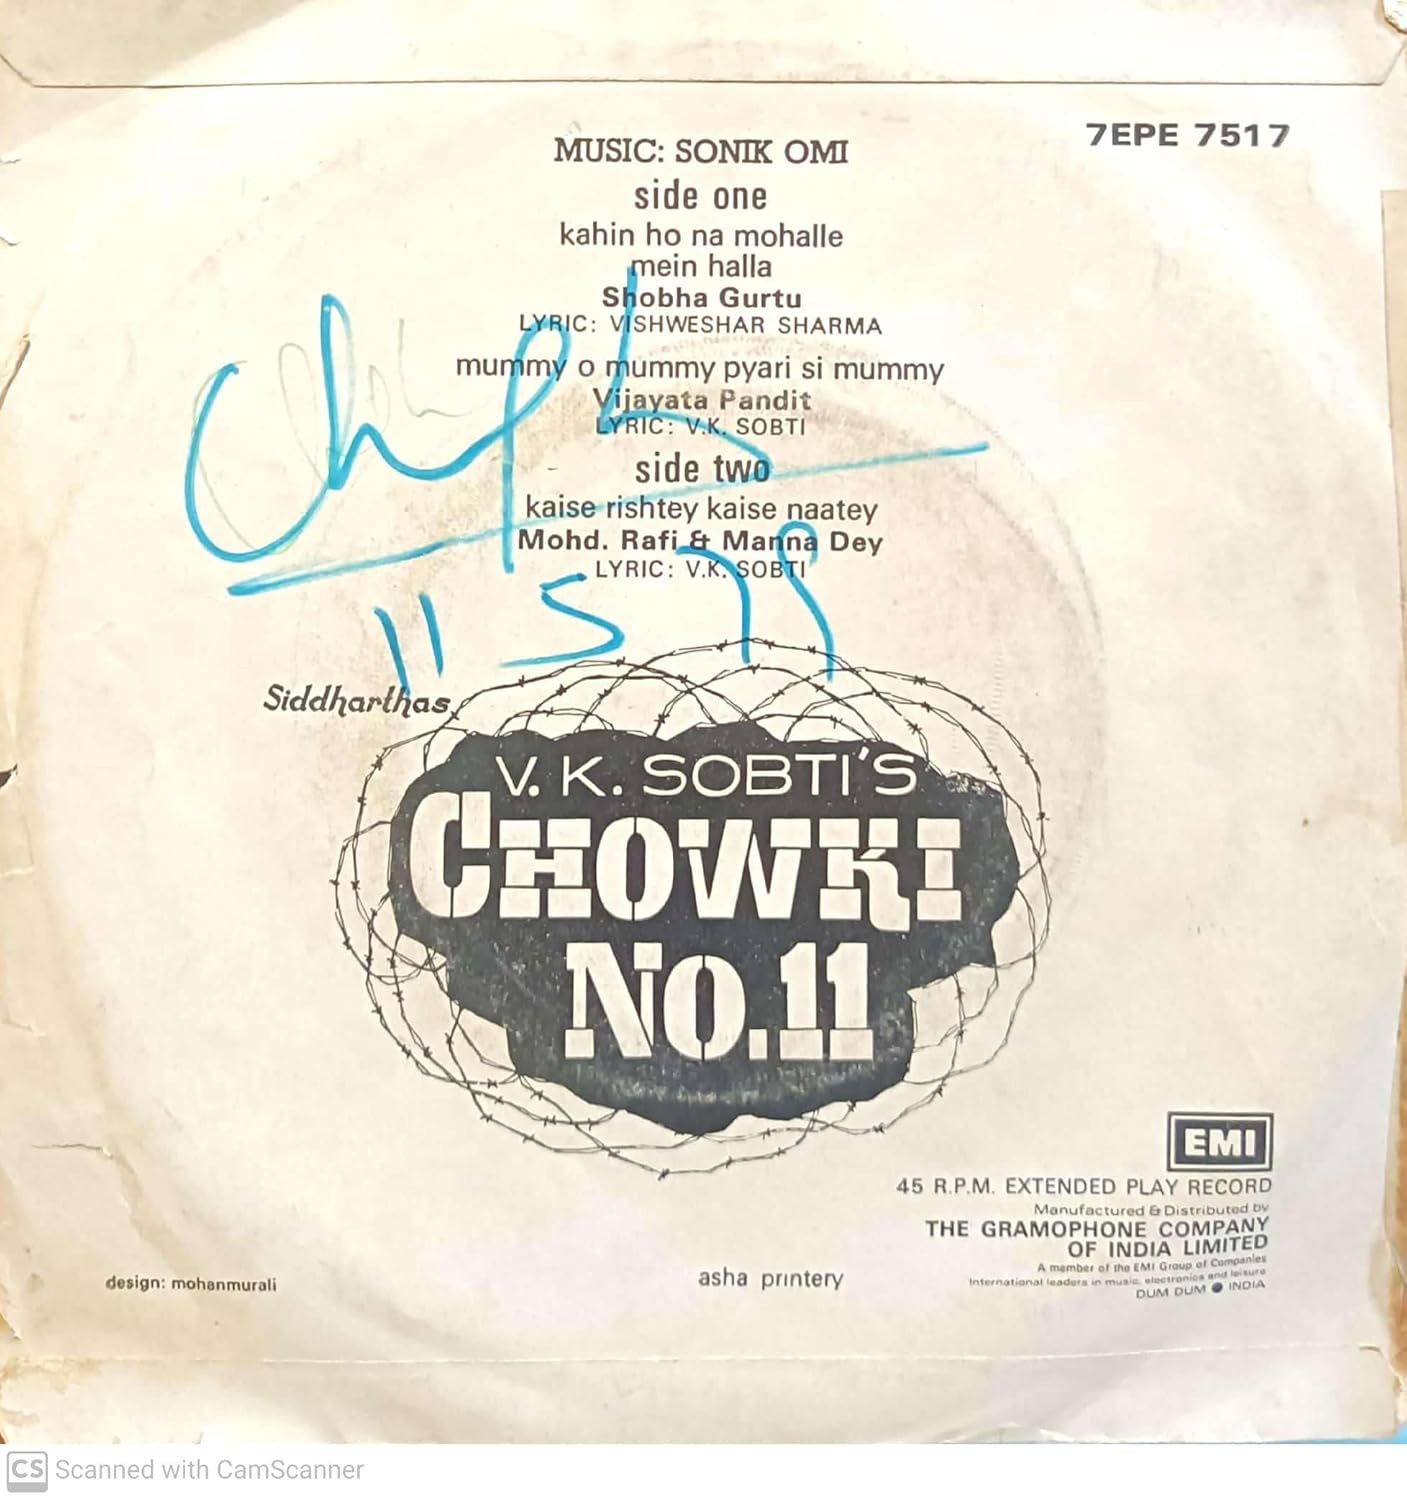 7EPE 7517
MUSIC: SONIK OMI
side one
kahin ho na mohalle
mein halla
Shobha Gurtu
LYRIC: VISHWESHAR SHARMA
mummy o mummy pyari si mummy
Vijayata Pandit
LYRIC: V.K. SOBTI
side two
kaise rishtey kaise naatey
Mohd. Rafi & Manna Dey
LYRIC: V.K. SOBTI
11 5 79
Siddharthas
V. K. SOBTI'S
CHOWKI
NO.11
EMI
45 R.P.M. EXTENDED PLAY RECORD
Manufactured & Distributed by
THE GRAMOPHONE COMPANY
OF INDIA LIMITED
A member of the EMI Group of Companies
International leaders in music, electronics and leisure
DUM DUM ● INDIA
design: mohanmurali
asha printery
CS Scanned with CamScanner